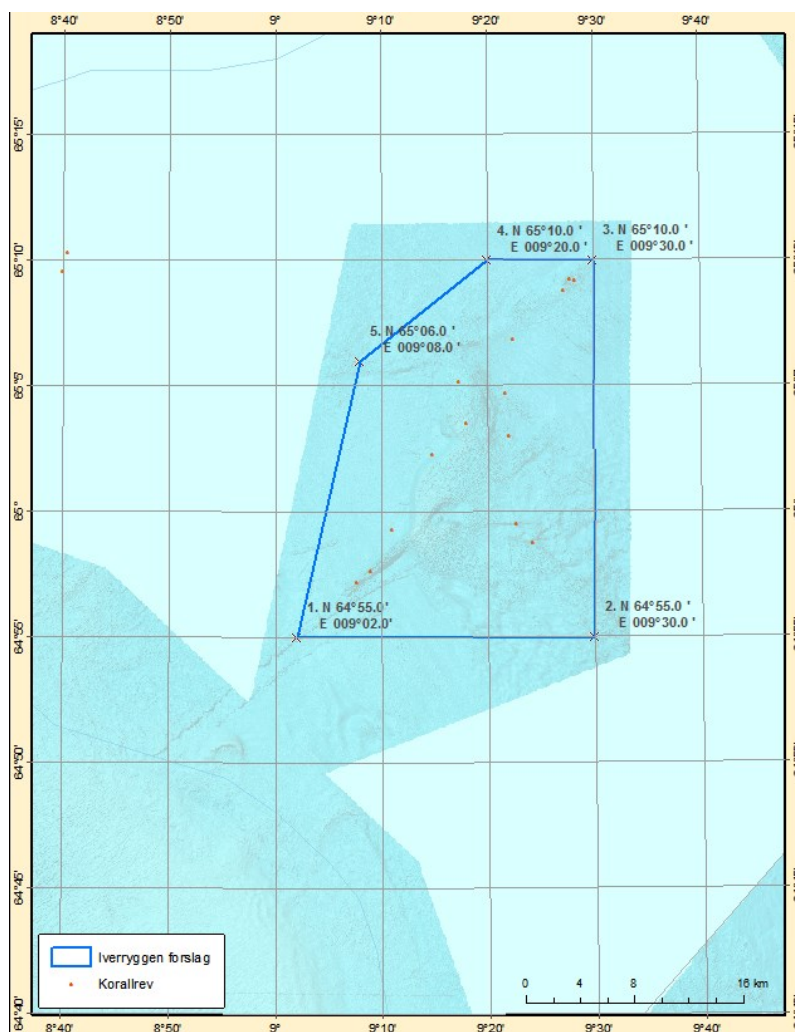 8°40' 8°50' 9° 9°10' 9°20' 9°30' 9°40'
65°15'
4. N 65°10.0 '
E 009°20.0 '
3. N 65°10.0 '
E 009°30.0 '
65°10'
5. N 65°06.0 '
E 009°08.0 '
65°5'
65°
1. N 64°55.0'
E 009°02.0'
2. N 64°55.0 '
E 009°30.0 '
64°55'
64°50'
64°45'
Iverryggen forslag
Korallrev
0 4 8 16 km
64°40'
8°40' 8°50' 9° 9°10' 9°20' 9°30' 9°40'